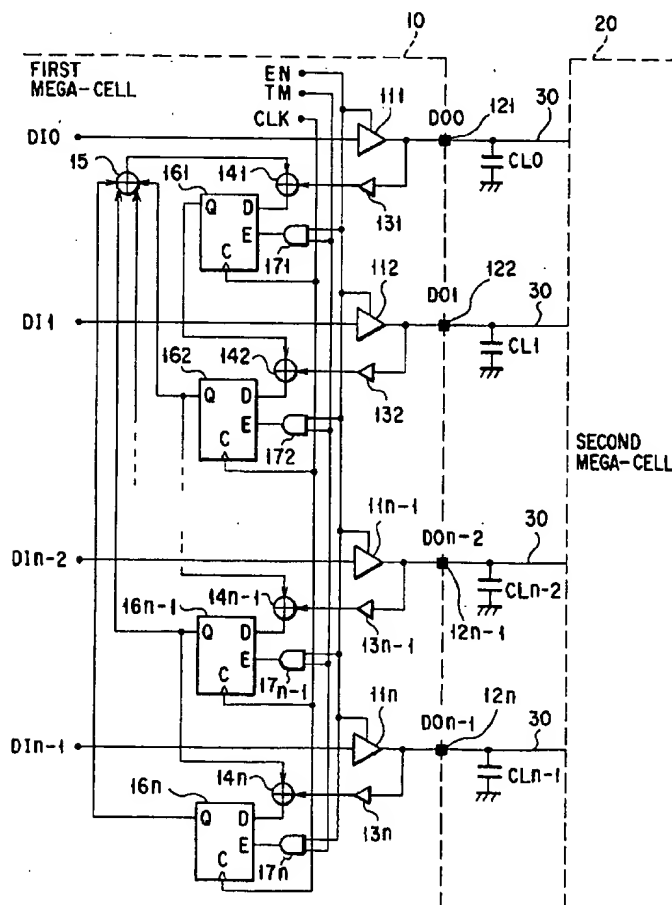 10
20
FIRST
MEGA-CELL
EN
TM
CLK
111
DO0
121
30
DI0
15
161
141
131
CL0
Q
D
E
C
171
112
DO1
122
30
DI1
162
142
132
CL1
Q
D
E
C
172
SECOND
MEGA-CELL
11n-1
DOn-2
30
DIn-2
16n-1
14n-1
13n-1
12n-1
CLn-2
Q
D
E
C
17n-1
11n
DOn-1
12n
30
DIn-1
16n
14n
13n
CLn-1
Q
D
E
C
17n